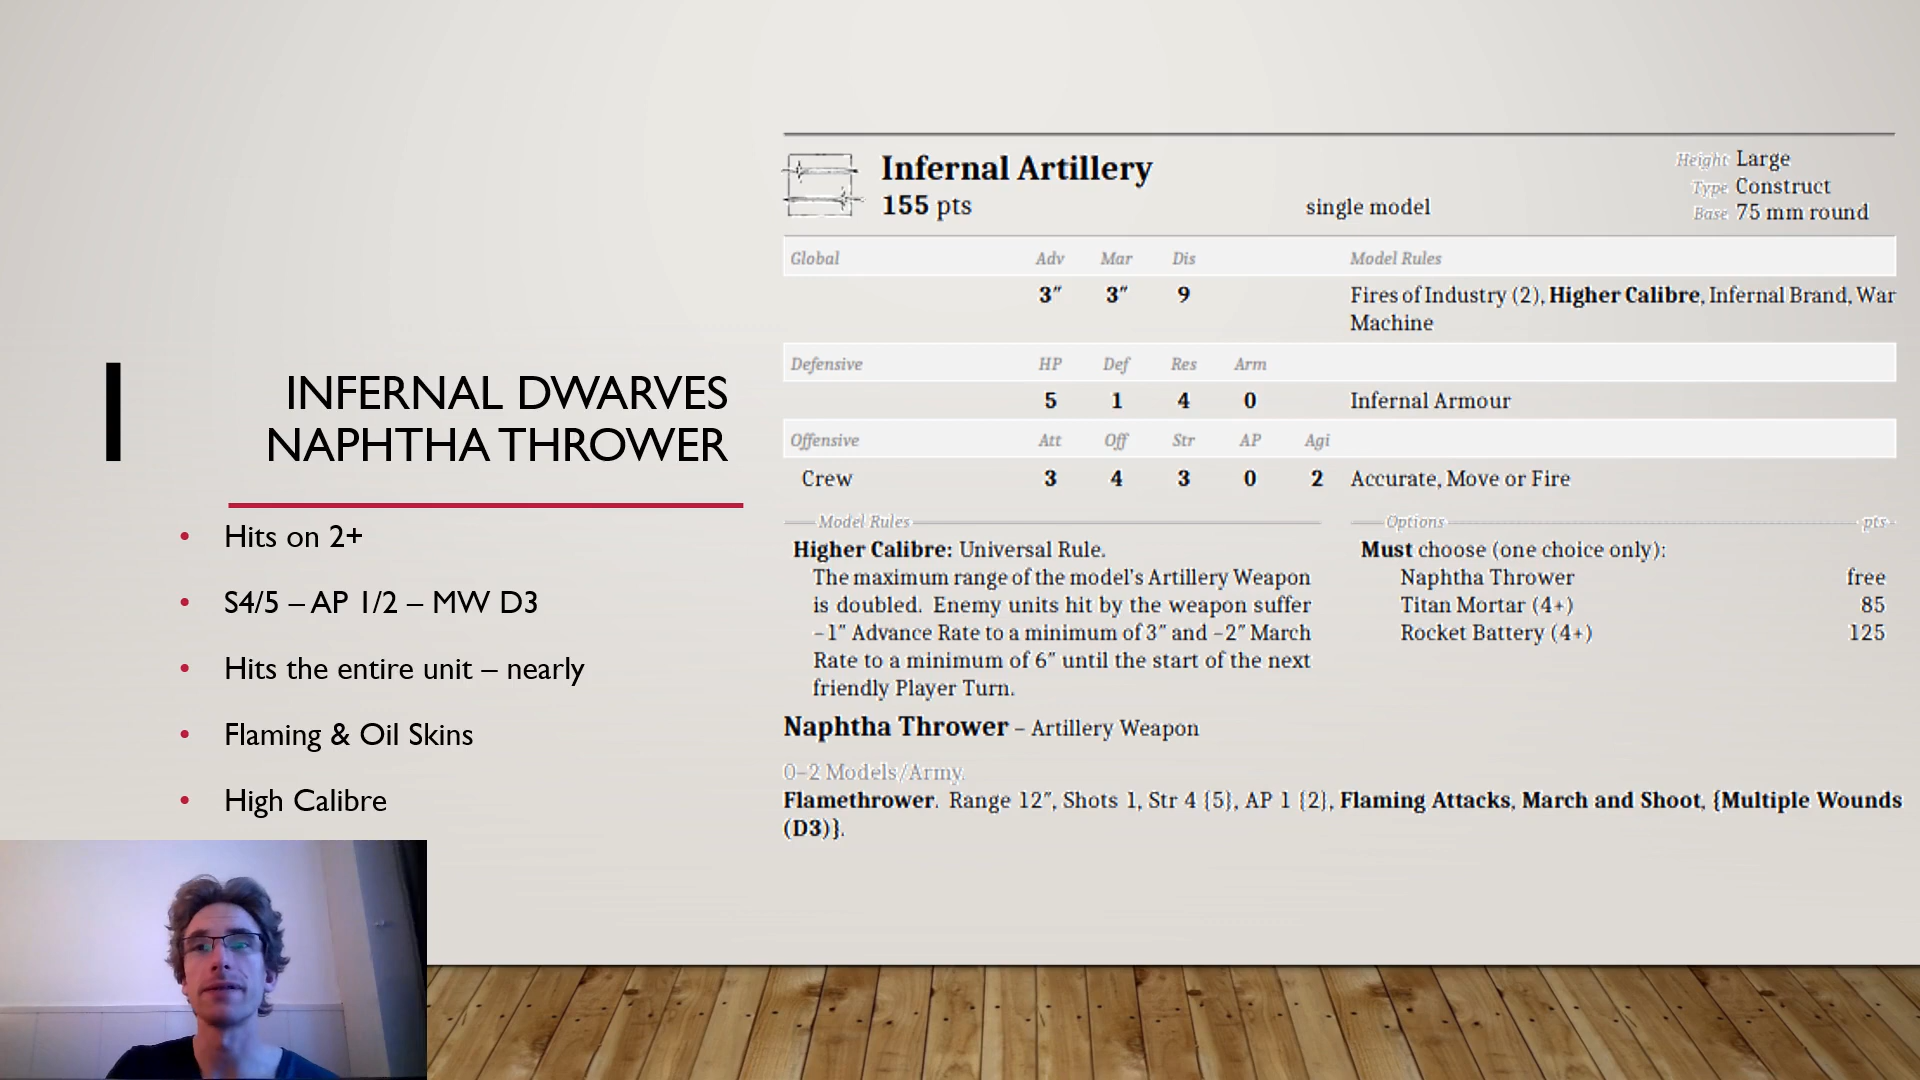 1
INFERNAL DWARVES
NAPHTHA THROWER
• Hits on 2+
• S4/5 – AP 1/2 – MW D3
• Hits the entire unit – nearly
• Flaming & Oil Skins
• High Calibre
Infernal Artillery
155 pts
single model
Height Large
Type Construct
Base 75 mm round
Global Adv Mar Dis Model Rules
3″ 3″ 9 Fires of Industry (2), Higher Calibre, Infernal Brand, War
Machine
Defensive HP Def Res Arm
5 1 4 0 Infernal Armour
Offensive Att Off Str AP Agi
Crew 3 4 3 0 2 Accurate, Move or Fire
Model Rules
Higher Calibre: Universal Rule.
The maximum range of the model's Artillery Weapon
is doubled. Enemy units hit by the weapon suffer
−1″ Advance Rate to a minimum of 3″ and −2″ March
Rate to a minimum of 6″ until the start of the next
friendly Player Turn.
Options pts
Must choose (one choice only):
Naphtha Thrower free
Titan Mortar (4+) 85
Rocket Battery (4+) 125
Naphtha Thrower – Artillery Weapon
0–2 Models/Army.
Flamethrower. Range 12″, Shots 1, Str 4 {5}, AP 1 {2}, Flaming Attacks, March and Shoot, {Multiple Wounds
(D3)}.